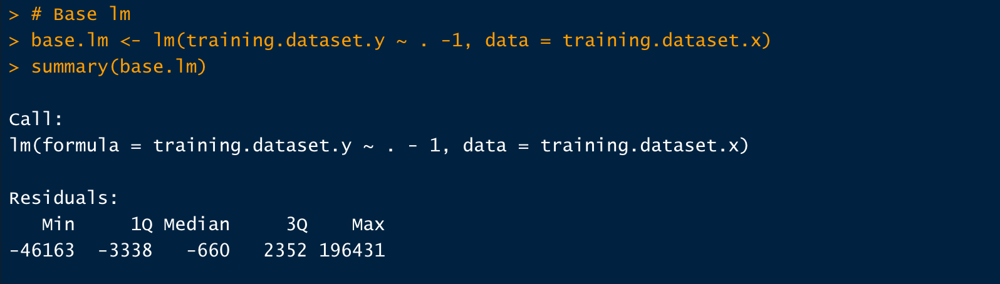 > # Base lm
> base.lm <- lm(training.dataset.y ~ . -1, data = training.dataset.x)
> summary(base.lm)
Call:
lm(formula = training.dataset.y ~ . - 1, data = training.dataset.x)
Residuals:
   Min     1Q Median     3Q    Max
-46163  -3338   -660   2352 196431